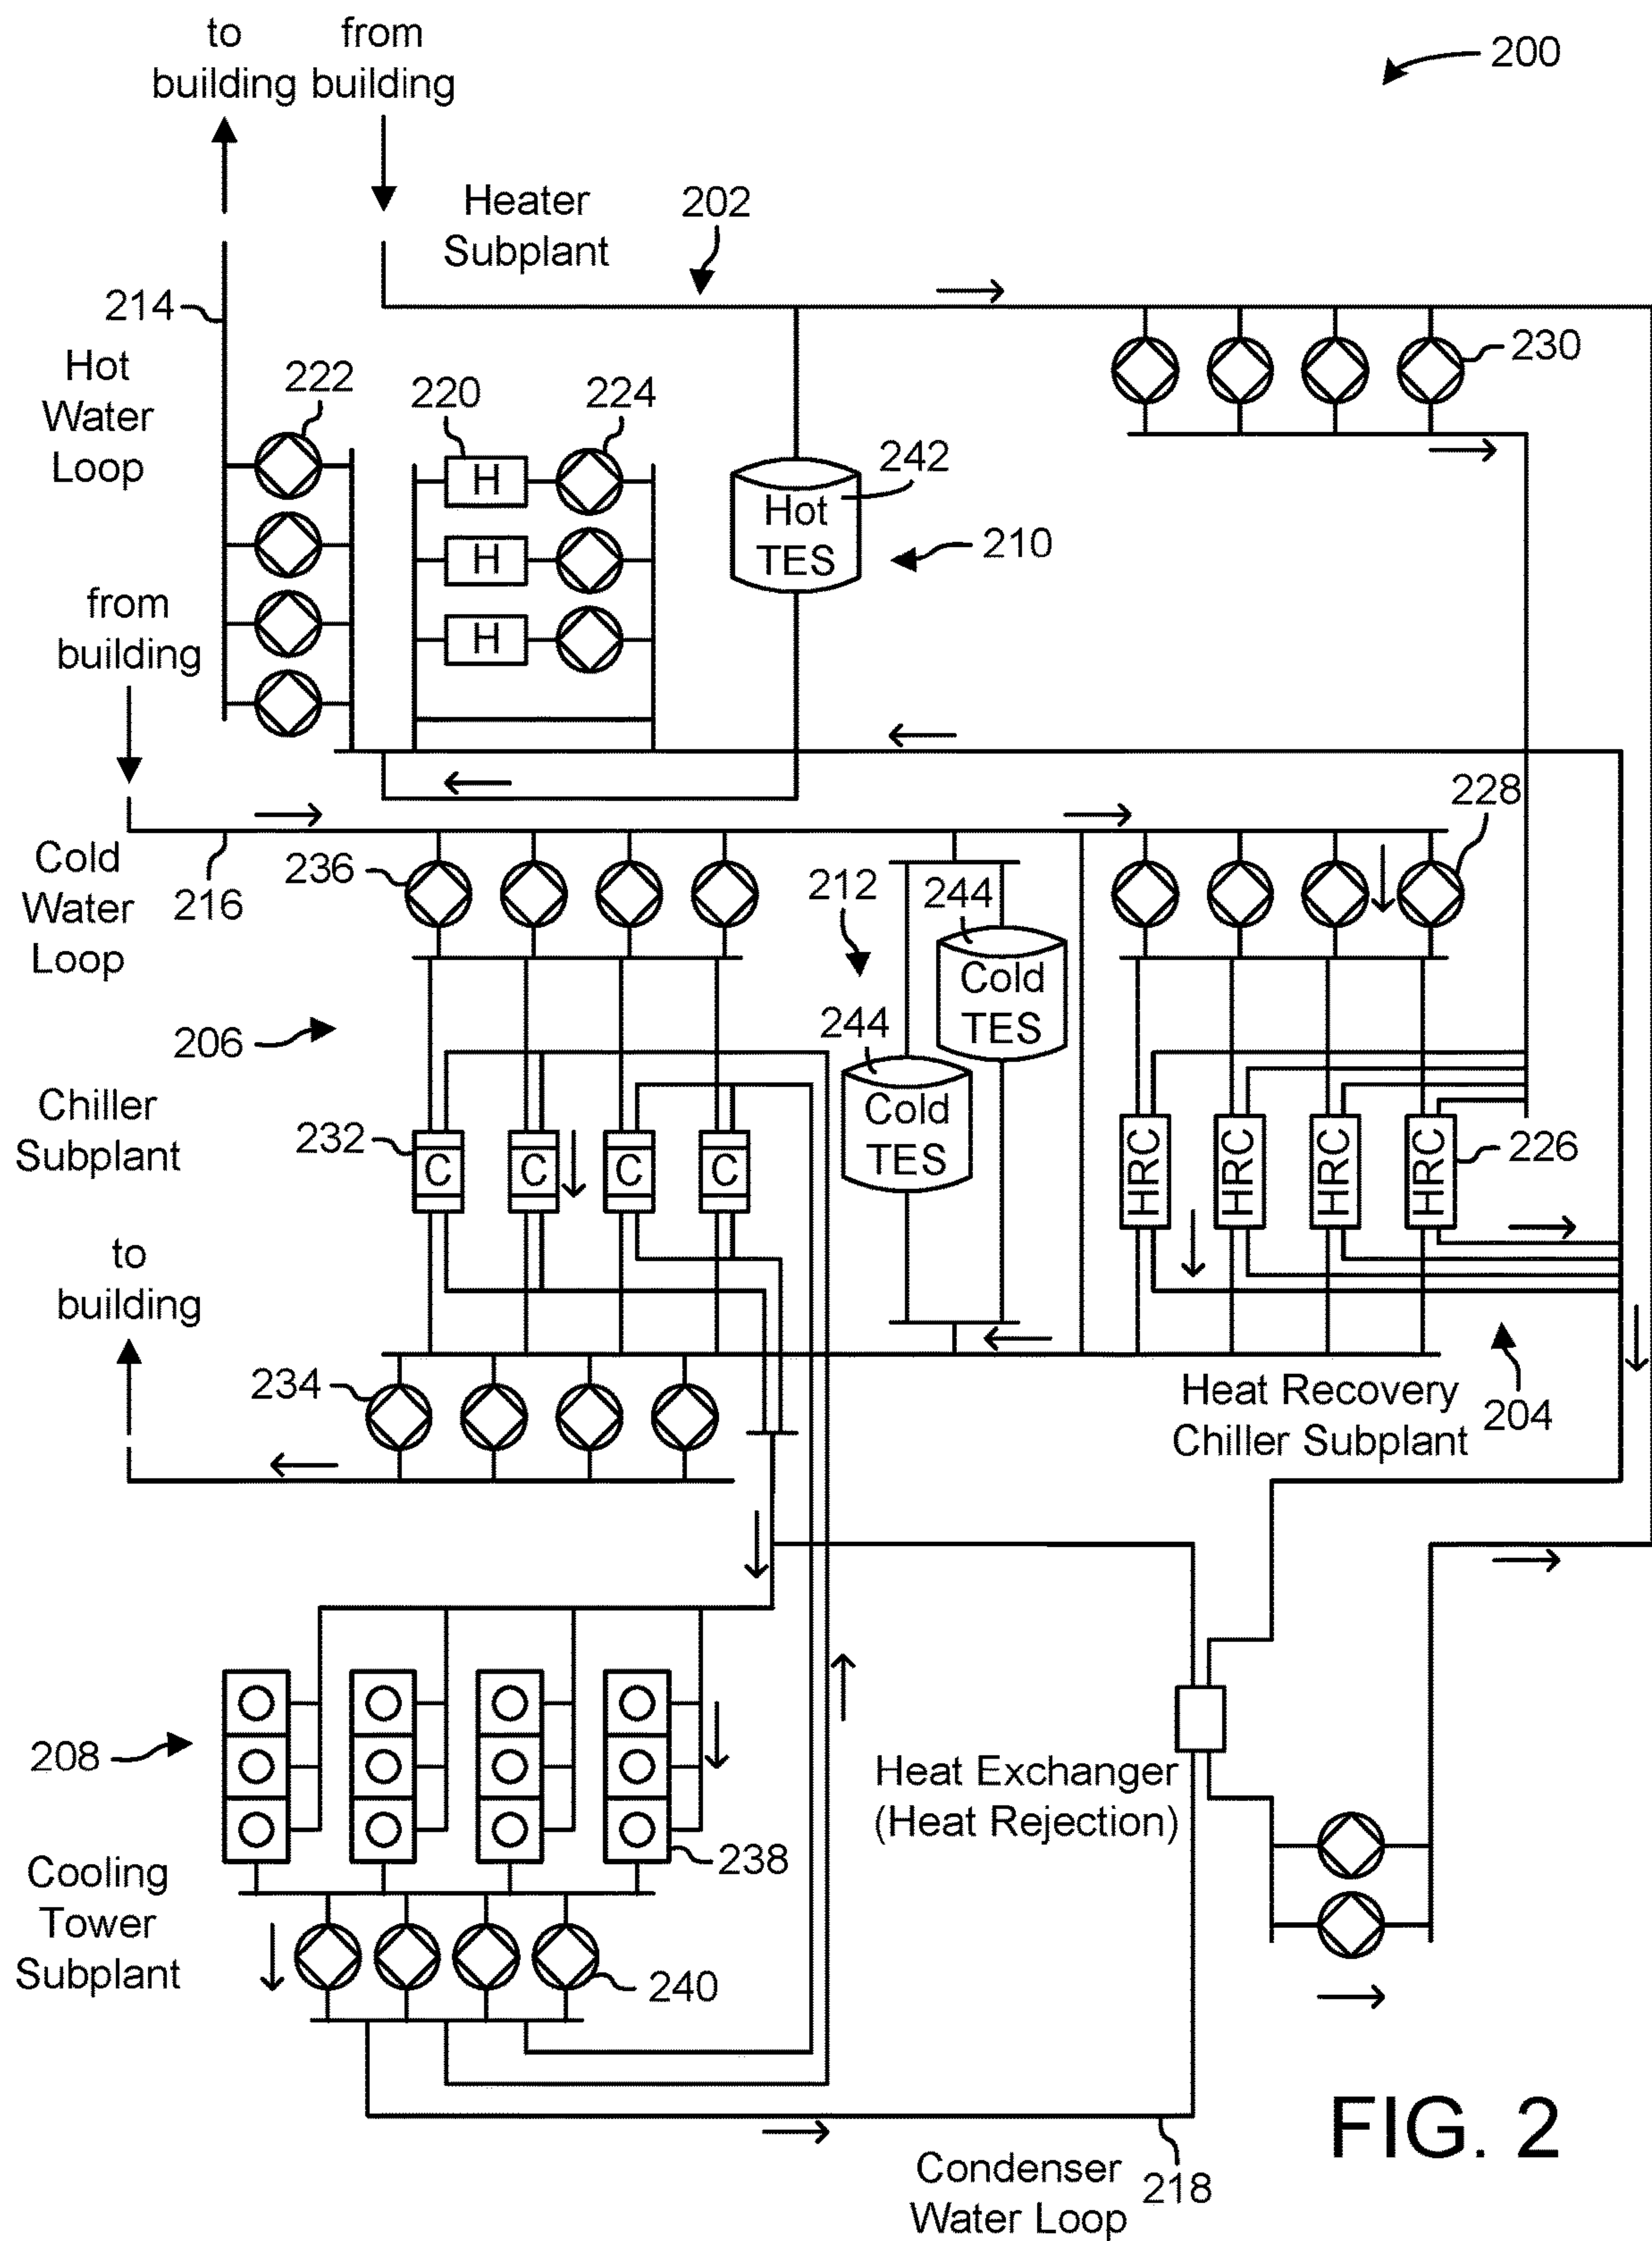 to from
building building
200
Heater
Subplant
202
214
Hot
Water
Loop
222
220
224
230
H
H
H
242
Hot
TES
210
from
building
228
Cold
Water
Loop
216
236
212
244
Cold
TES
244
Cold
TES
206
Chiller
Subplant
232
C
C
C
C
HRC
HRC
HRC
HRC
226
to
building
234
Heat Recovery
Chiller Subplant
204
208
Heat Exchanger
(Heat Rejection)
238
Cooling
Tower
Subplant
240
Condenser
Water Loop
218
FIG. 2